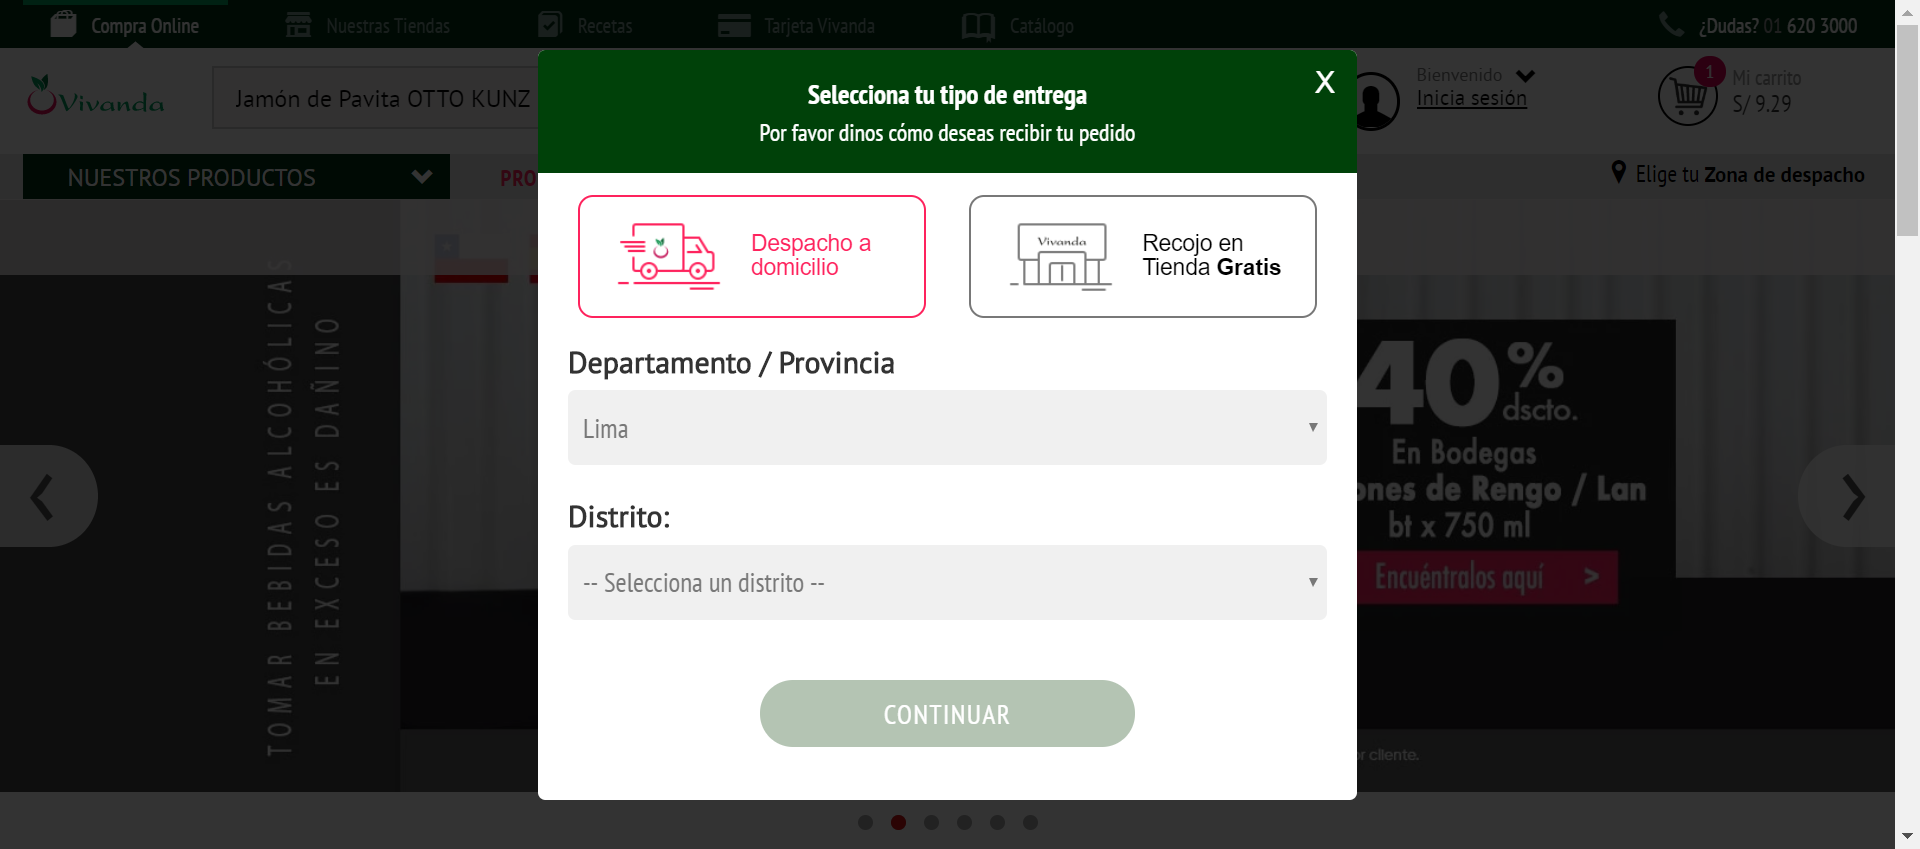 Compra Online
Nuestras Tiendas
Recetas
Tarjeta Vivanda
Catálogo
¿Dudas? 01 620 3000
Vivanda
Jamón de Pavita OTTO KUNZ
Bienvenido
Inicia sesión
1
Mi carrito
S/ 9.29
NUESTROS PRODUCTOS
PRO
Elige tu Zona de despacho
Selecciona tu tipo de entrega
Por favor dinos cómo deseas recibir tu pedido
X
Despacho a
domicilio
Vivanda
Recojo en
Tienda Gratis
Departamento / Provincia
Lima
Distrito:
-- Selecciona un distrito --
CONTINUAR
TOMAR BEBIDAS ALCOHÓLICAS
EN EXCESO ES DAÑINO
40%
dscto.
En Bodegas
ones de Rengo / Lan
bt x 750 ml
Encuéntralos aquí >
or cliente.